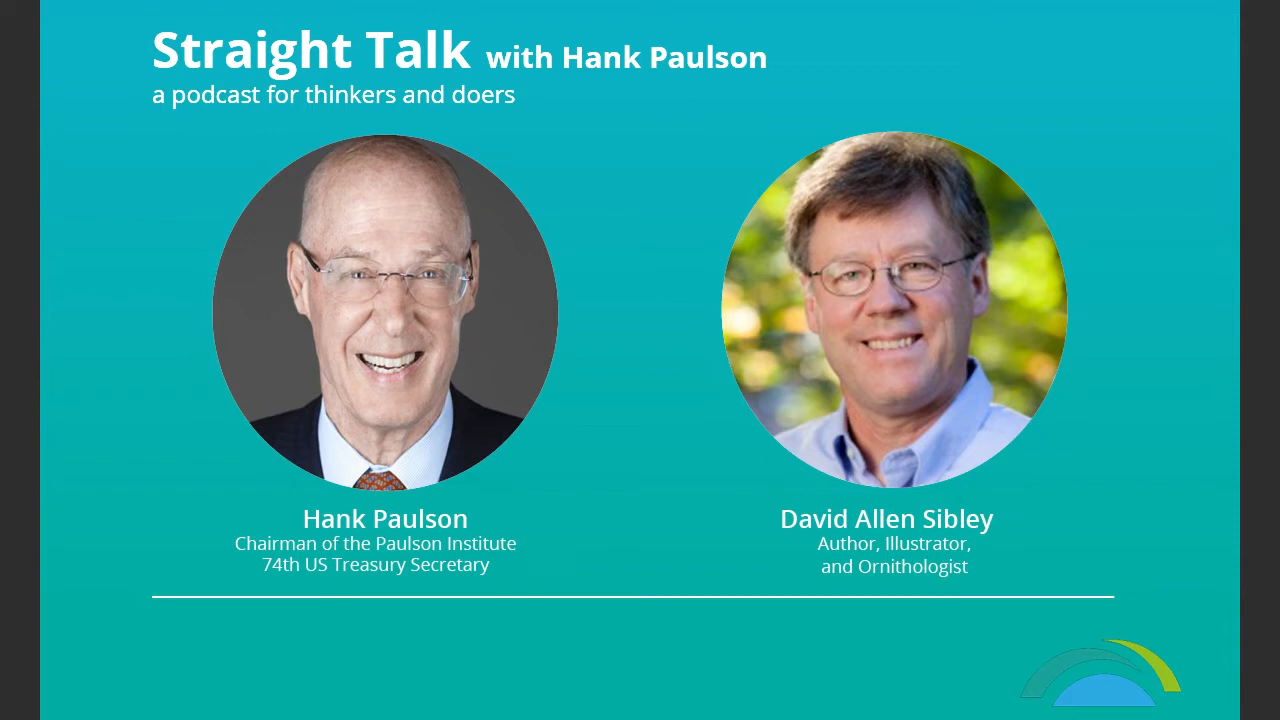 Straight Talk with Hank Paulson
a podcast for thinkers and doers
Hank Paulson
Chairman of the Paulson Institute
74th US Treasury Secretary
David Allen Sibley
Author, Illustrator,
and Ornithologist